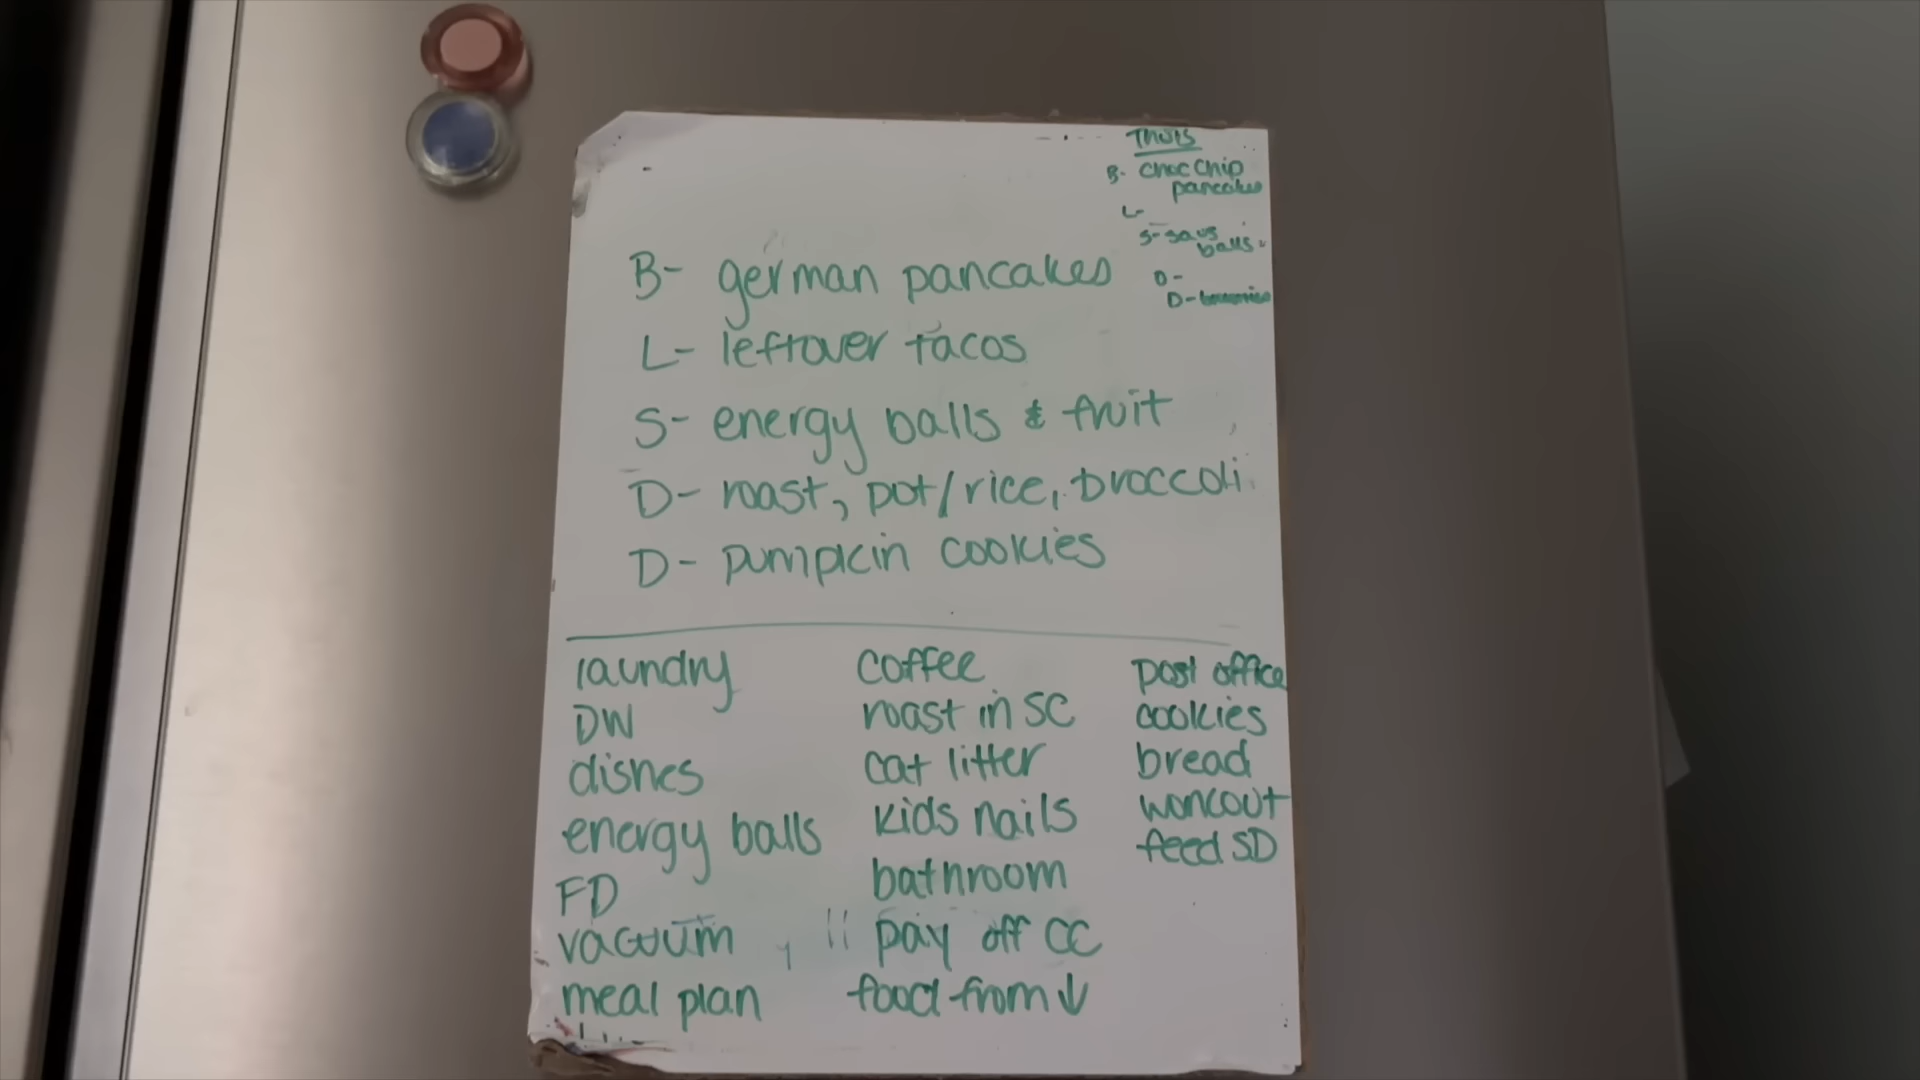 Thurs
B- choc chip
pancakes
L-
S- saus
balls
D-
D- brownies
B- german pancakes
L- leftover tacos
S- energy balls & fruit
D- roast, pot/rice, broccoli
D- pumpkin cookies
laundry
DW
dishes
energy balls
FD
vacuum
meal plan
coffee
roast in SC
cat litter
kids nails
bathroom
pay off CC
food from ↓
post office
cookies
bread
workout
feed SD